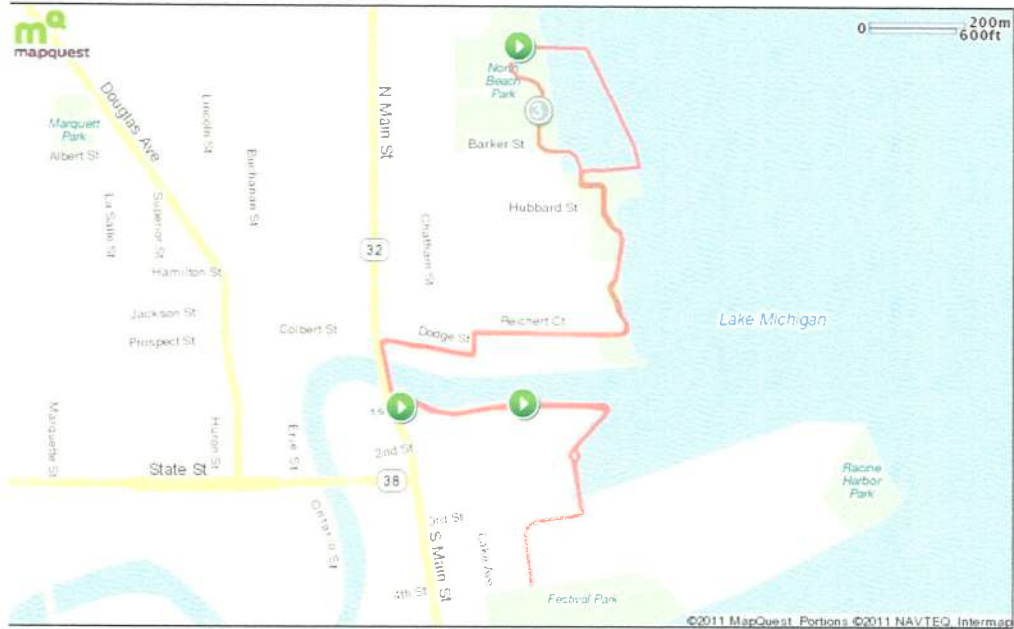 mapquest
0 200m
600ft
North
Beach
Park
Marquett
Park
Albert St
Douglas Ave
Lincoln St
Buchanan St
N Main St
Barker St
La Salle St
Superior St
Hubbard St
Chatham St
32
Hamilton St
Jackson St
Prospect St
Colbert St
Dodge St
Reichert Ct
Lake Michigan
Marquette St
Huron St
Erie St
2nd St
State St
38
Racine
Harbor
Park
Ontario St
3rd St
S Main St
Lake Ave
4th St
Festival Park
©2011 MapQuest Portions ©2011 NAVTEQ, Intermap